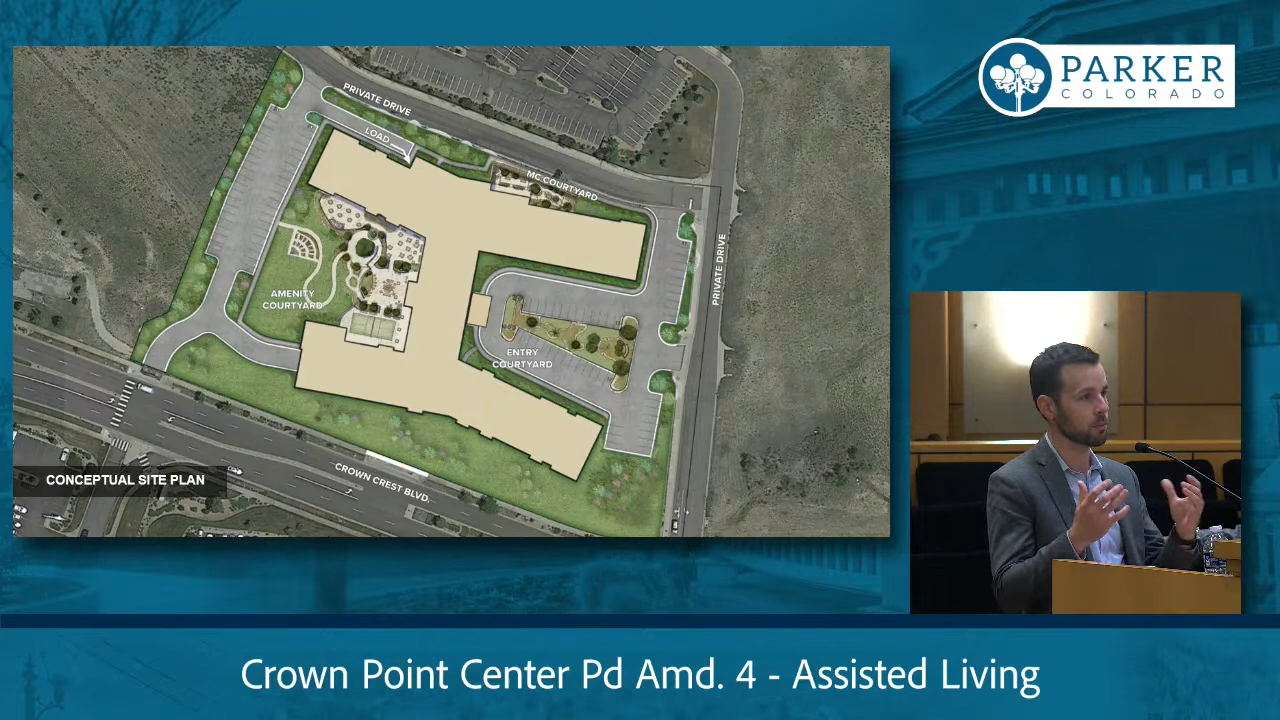 PARKER
COLORADO
PRIVATE DRIVE
LOAD
MC COURTYARD
PRIVATE DRIVE
AMENITY
COURTYARD
ENTRY
COURTYARD
CROWN CREST BLVD.
CONCEPTUAL SITE PLAN
Crown Point Center Pd Amd. 4 - Assisted Living